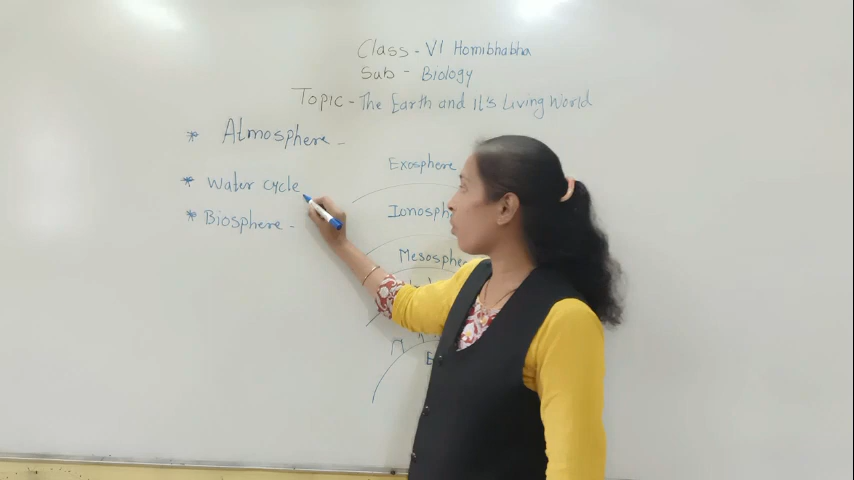 Class - VI Homibhabha
Sub - Biology
Topic - The Earth and It's Living World
* Atmosphere -
* Water cycle
* Biosphere -
Exosphere
Ionosph
Mesosphe